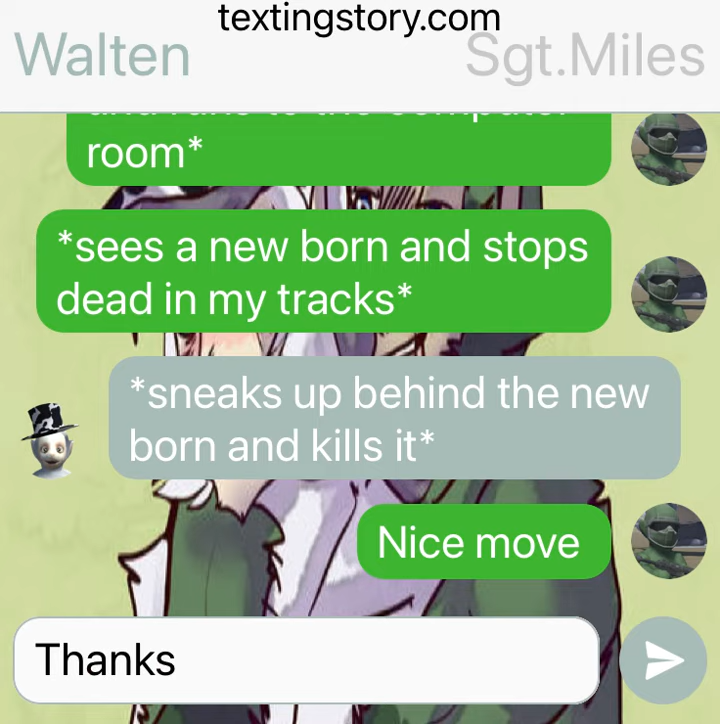 textingstory.com
Walten
Sgt.Miles
room*
*sees a new born and stops
dead in my tracks*
*sneaks up behind the new
born and kills it*
Nice move
Thanks